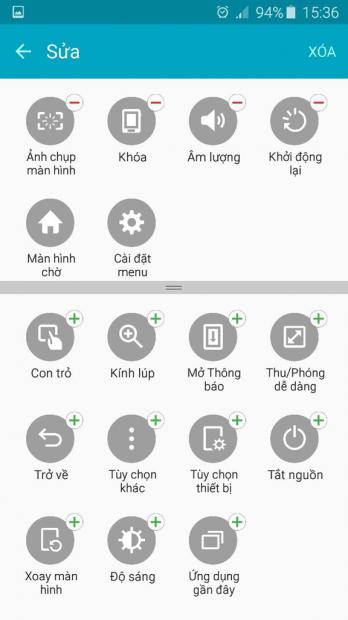 94% 15:36
Sửa XÓA
Ảnh chụp
màn hình
Khóa
Âm lượng
Khởi động
lại
Màn hình
chờ
Cài đặt
menu
Con trỏ
Kính lúp
Mở Thông
báo
Thu/Phóng
dễ dàng
Trở về
Tùy chọn
khác
Tùy chọn
thiết bị
Tắt nguồn
Xoay màn
hình
Độ sáng
Ứng dụng
gần đây